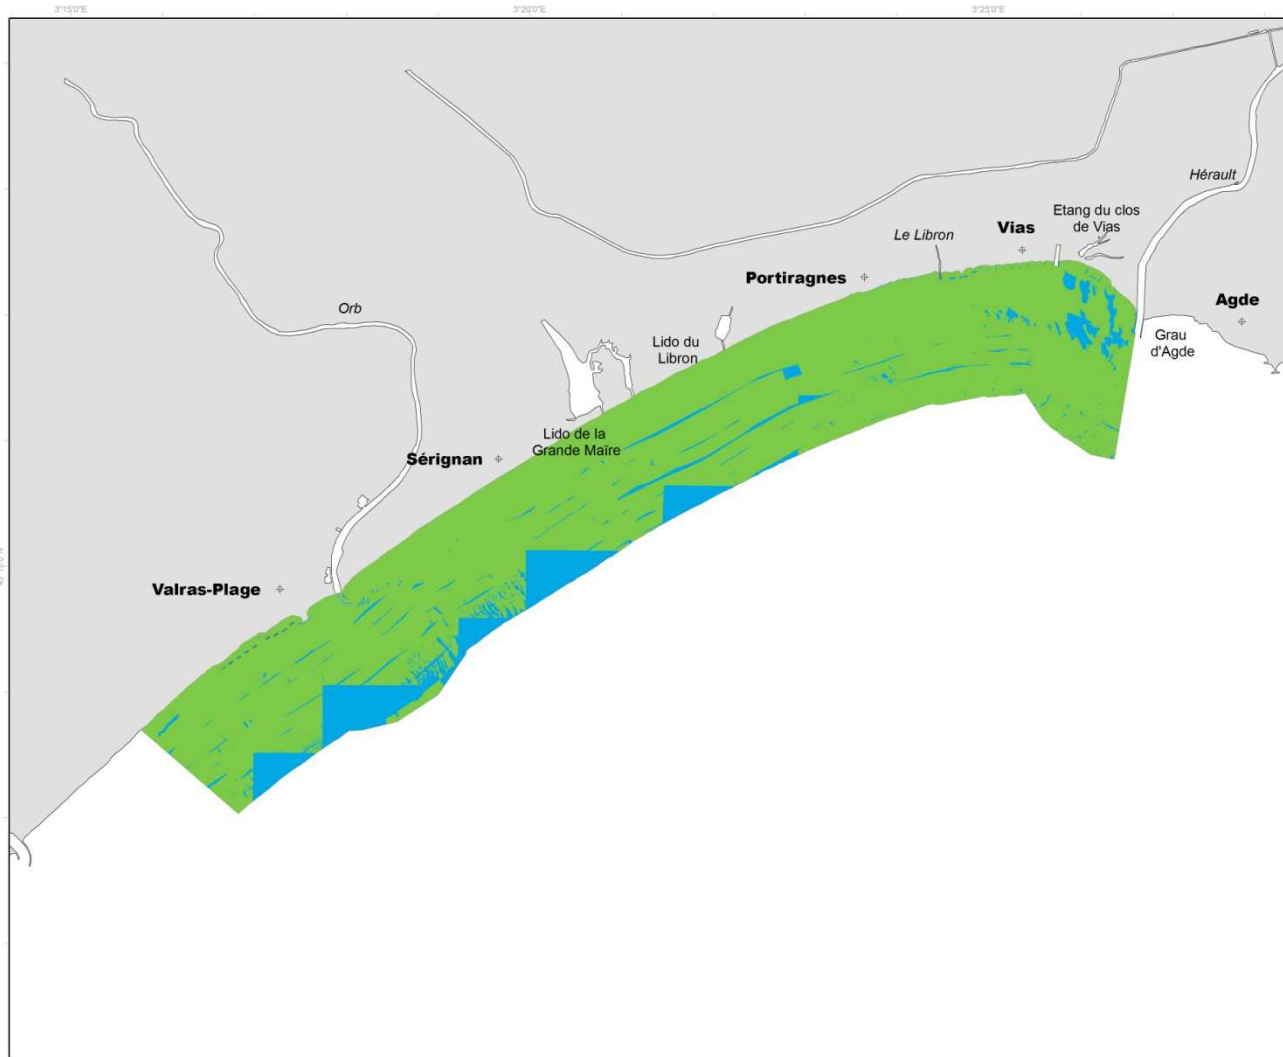 3°15'0"E
3°20'0"E
3°25'0"E
Hérault
Etang du clos
de Vias
Vias
Le Libron
Portiragnes
Agde
Orb
Lido du
Libron
Grau
d'Agde
Lido de la
Grande Maïre
Sérignan
Valras-Plage